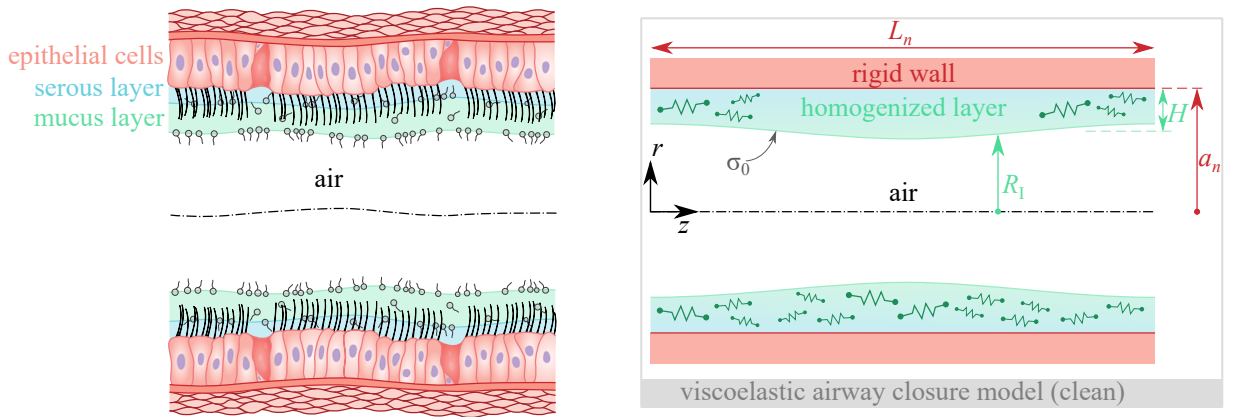 epithelial cells
serous layer
mucus layer
air
Lₙ
rigid wall
homogenized layer
H
σ₀
aₙ
r
R_I
air
z
viscoelastic airway closure model (clean)